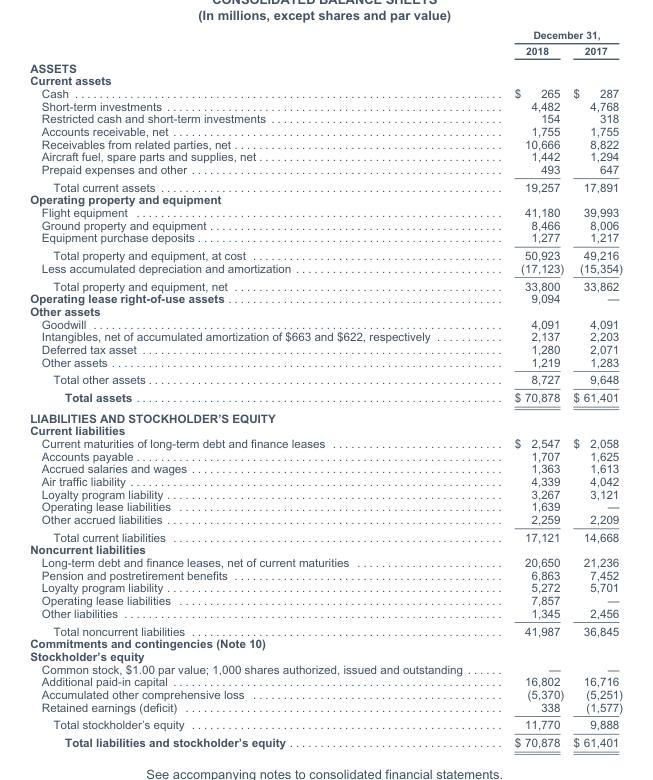 CONSOLIDATED BALANCE SHEETS
(In millions, except shares and par value)
December 31,
2018 2017
ASSETS
Current assets
Cash $ 265 $ 287
Short-term investments 4,482 4,768
Restricted cash and short-term investments 154 318
Accounts receivable, net 1,755 1,755
Receivables from related parties, net 10,666 8,822
Aircraft fuel, spare parts and supplies, net 1,442 1,294
Prepaid expenses and other 493 647
Total current assets 19,257 17,891
Operating property and equipment
Flight equipment 41,180 39,993
Ground property and equipment 8,466 8,006
Equipment purchase deposits 1,277 1,217
Total property and equipment, at cost 50,923 49,216
Less accumulated depreciation and amortization (17,123) (15,354)
Total property and equipment, net 33,800 33,862
Operating lease right-of-use assets 9,094 —
Other assets
Goodwill 4,091 4,091
Intangibles, net of accumulated amortization of $663 and $622, respectively 2,137 2,203
Deferred tax asset 1,280 2,071
Other assets 1,219 1,283
Total other assets 8,727 9,648
Total assets $ 70,878 $ 61,401
LIABILITIES AND STOCKHOLDER'S EQUITY
Current liabilities
Current maturities of long-term debt and finance leases $ 2,547 $ 2,058
Accounts payable 1,707 1,625
Accrued salaries and wages 1,363 1,613
Air traffic liability 4,339 4,042
Loyalty program liability 3,267 3,121
Operating lease liabilities 1,639 —
Other accrued liabilities 2,259 2,209
Total current liabilities 17,121 14,668
Noncurrent liabilities
Long-term debt and finance leases, net of current maturities 20,650 21,236
Pension and postretirement benefits 6,863 7,452
Loyalty program liability 5,272 5,701
Operating lease liabilities 7,857 —
Other liabilities 1,345 2,456
Total noncurrent liabilities 41,987 36,845
Commitments and contingencies (Note 10)
Stockholder's equity
Common stock, $1.00 par value; 1,000 shares authorized, issued and outstanding — —
Additional paid-in capital 16,802 16,716
Accumulated other comprehensive loss (5,370) (5,251)
Retained earnings (deficit) 338 (1,577)
Total stockholder's equity 11,770 9,888
Total liabilities and stockholder's equity $ 70,878 $ 61,401
See accompanying notes to consolidated financial statements.